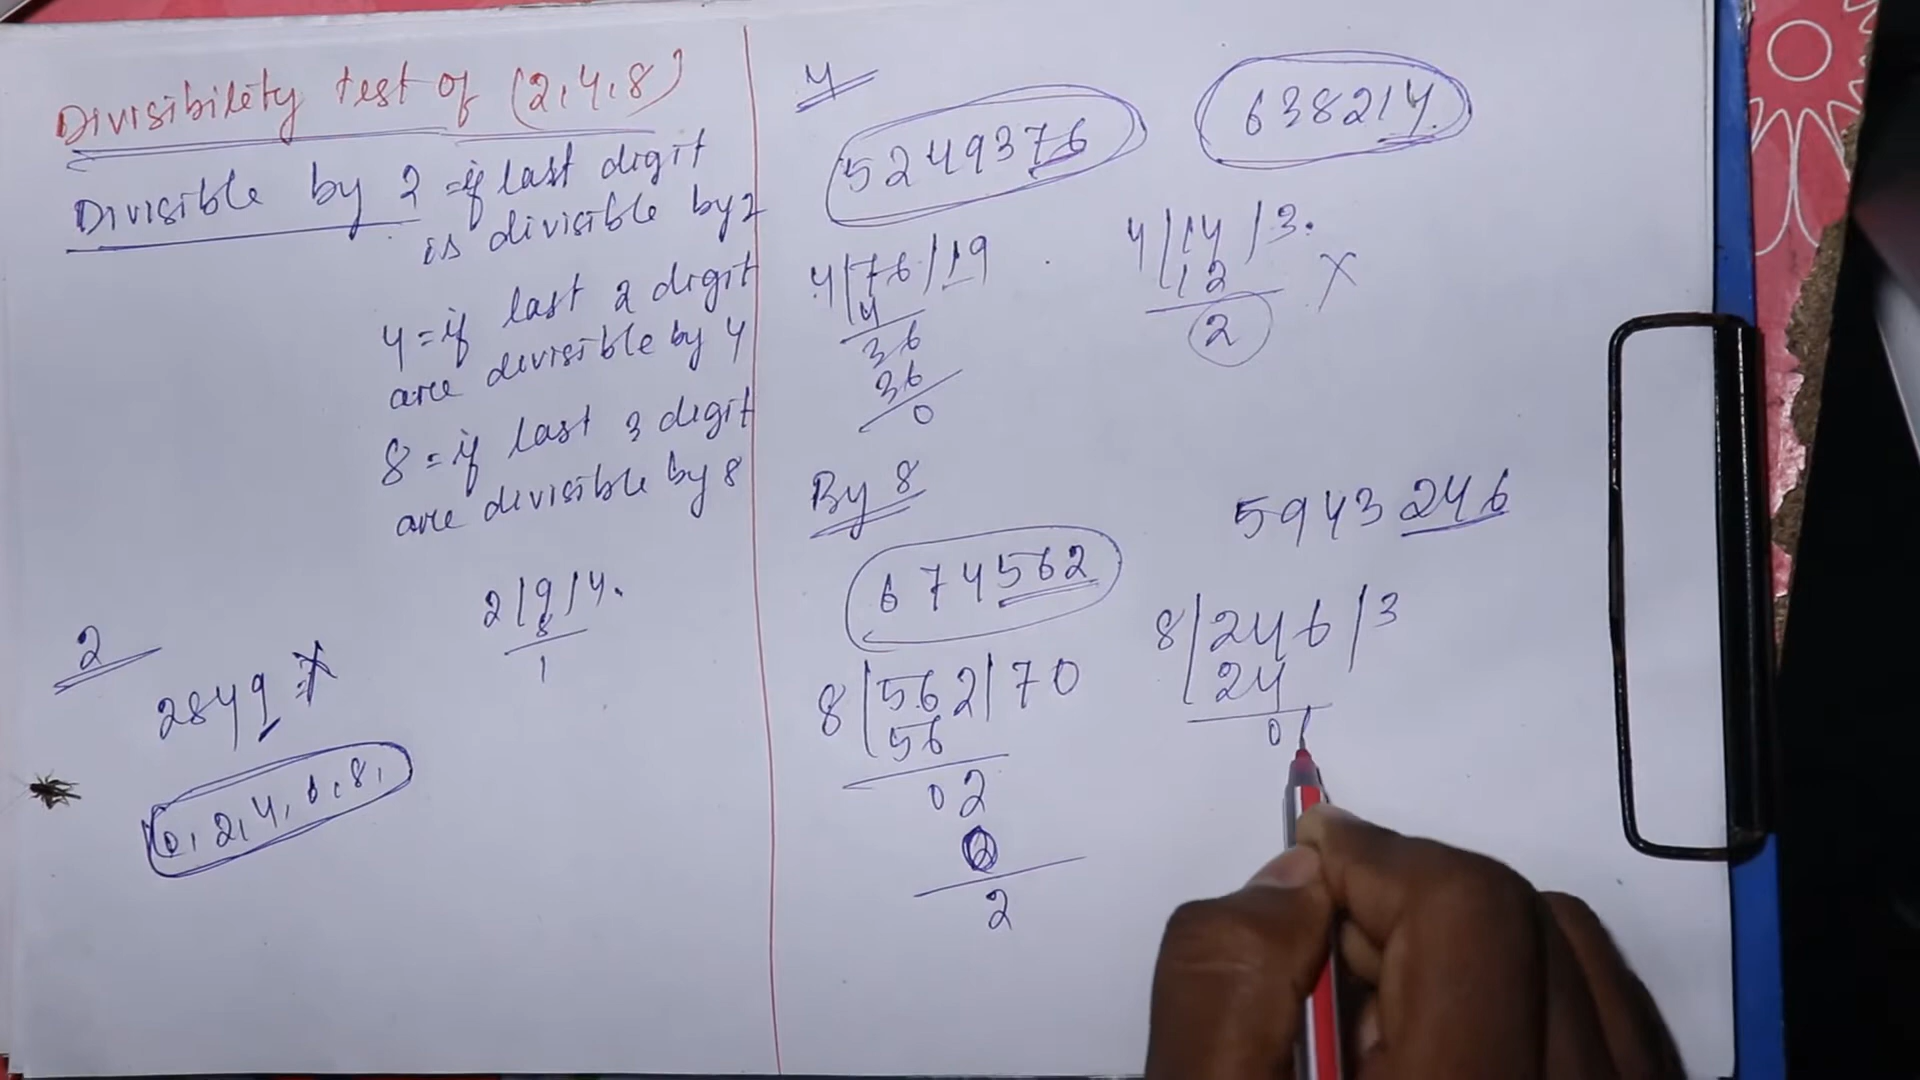 Divisibility test of (2,4,8)
Divisible by 2 = if last digit
is divisible by 2
4 = if last 2 digit
are divisible by 4
8 = if last 3 digit
are divisible by 8
2
2849 = X
0, 2, 4, 6, 8,
2 | 9 | 4.
8
1
4
5249376
4 | 76 | 19
4
36
36
0
638214.
4 | 14 | 3.
12
X
2
By 8
674562
8 | 562 | 70
56
02
0
2
5943246
8 | 246 | 3
24
0